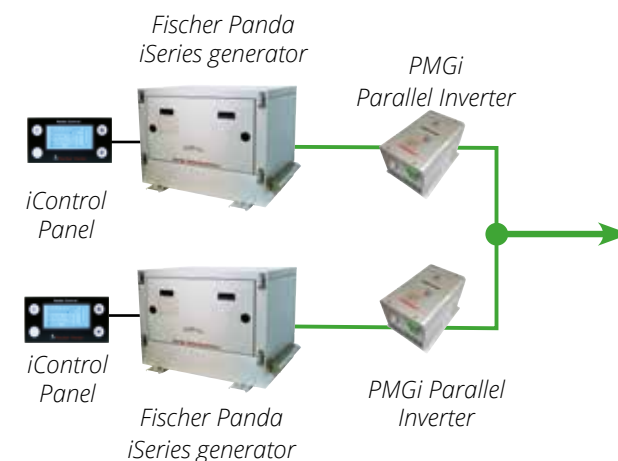 Fischer Panda
iSeries generator
PMGi
Parallel Inverter
iControl
Panel
iControl
Panel
PMGi Parallel
Inverter
Fischer Panda
iSeries generator